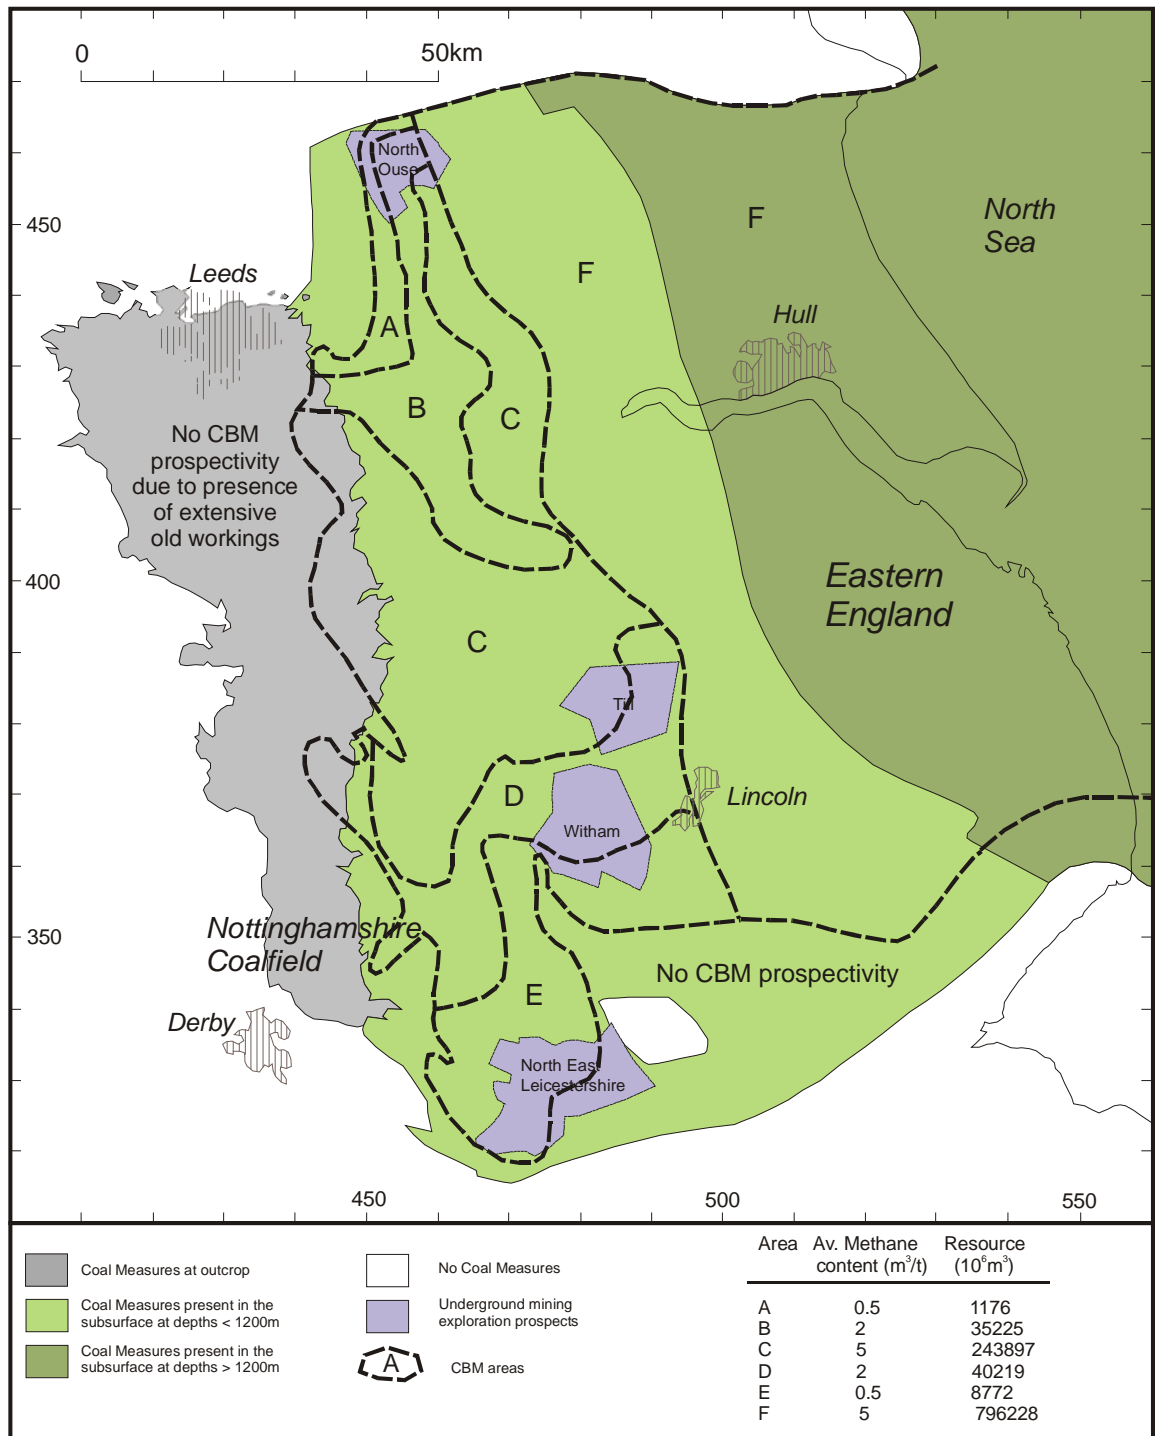 0 50km
North
Ouse
450
F
North
Sea
F
Leeds
Hull
A
B
C
No CBM
prospectivity
due to presence
of extensive
old workings
400
Eastern
England
C
Till
D
Lincoln
Witham
Nottinghamshire
Coalfield
350
No CBM prospectivity
E
Derby
North East
Leicestershire
450 500 550
Coal Measures at outcrop
Coal Measures present in the
subsurface at depths < 1200m
Coal Measures present in the
subsurface at depths > 1200m
No Coal Measures
Underground mining
exploration prospects
A CBM areas
Area Av. Methane Resource
content (m³/t) (10⁶m³)
A 0.5 1176
B 2 35225
C 5 243897
D 2 40219
E 0.5 8772
F 5 796228